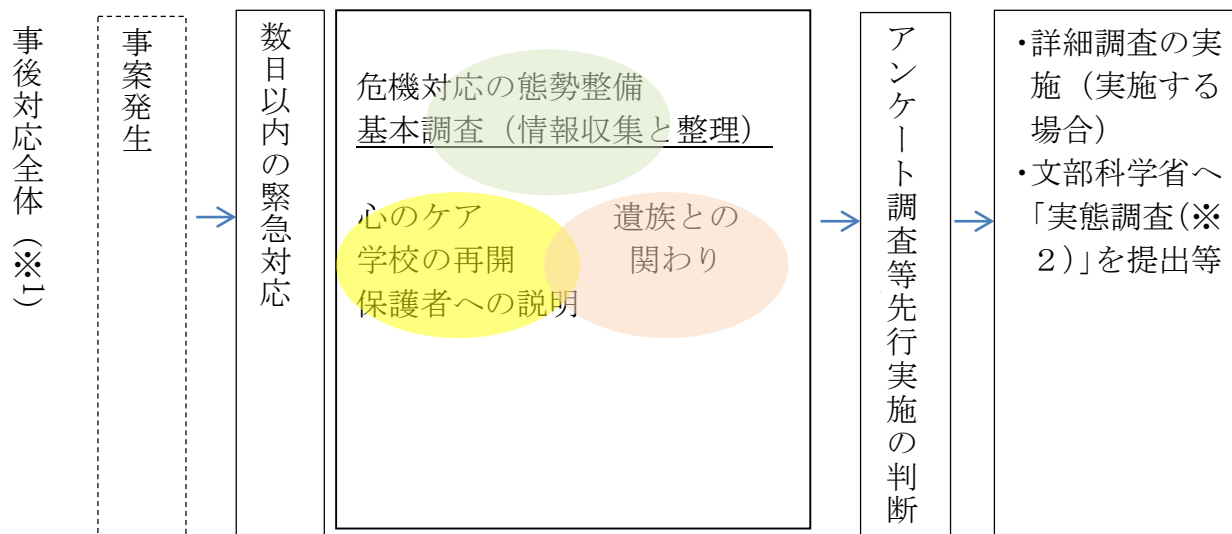 事後対応全体（※1）
事案発生
数日以内の緊急対応
危機対応の態勢整備
基本調査（情報収集と整理）
心のケア
学校の再開
保護者への説明
遺族との
関わり
アンケート調査等先行実施の判断
・詳細調査の実
施（実施する
場合）
・文部科学省へ
「実態調査(※
２)」を提出等